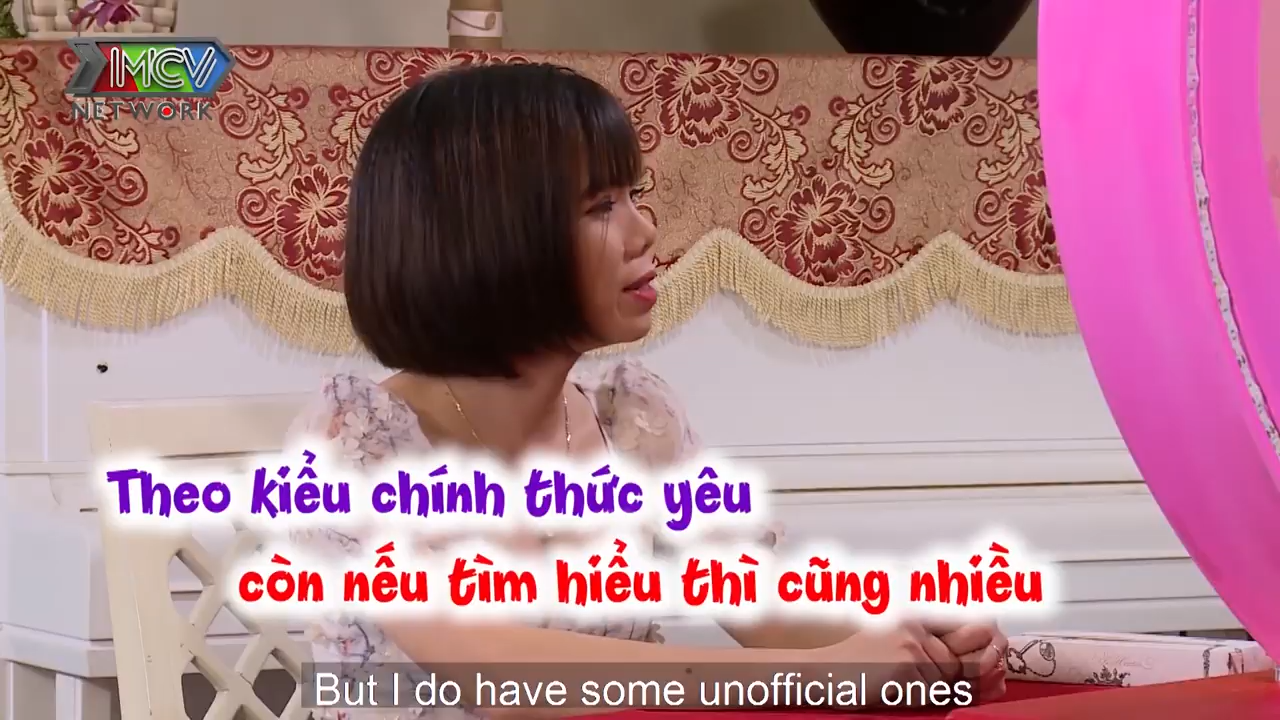 MCV
NETWORK
Theo kiểu chính thức yêu
còn nếu tìm hiểu thì cũng nhiều
But I do have some unofficial ones